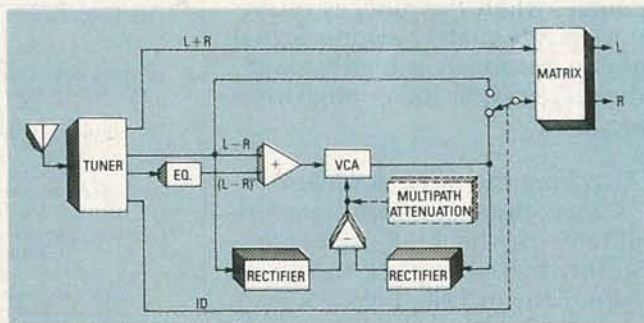 L+R
L
MATRIX
R
TUNER
L−R
EQ.
+
VCA
(L−R)'
MULTIPATH
ATTENUATION
−
RECTIFIER
RECTIFIER
ID